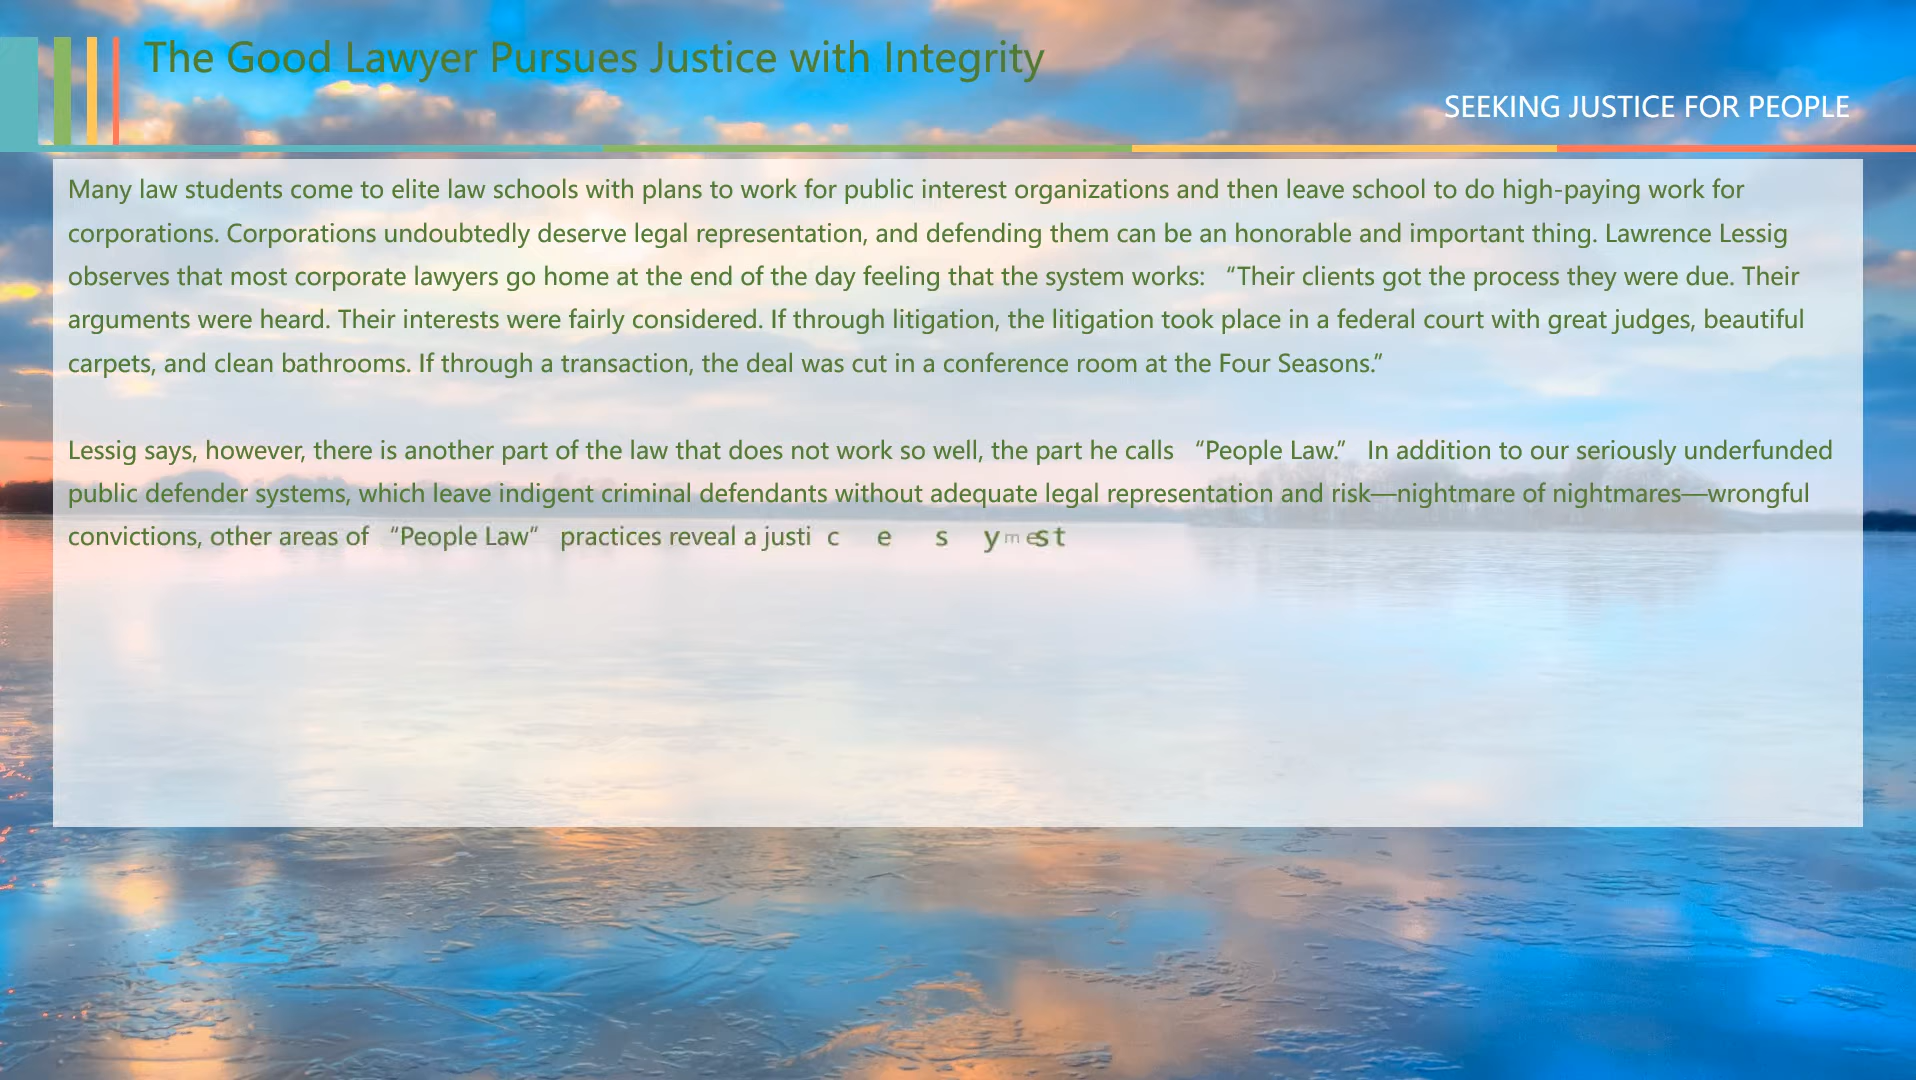 The Good Lawyer Pursues Justice with Integrity
SEEKING JUSTICE FOR PEOPLE
Many law students come to elite law schools with plans to work for public interest organizations and then leave school to do high-paying work for
corporations. Corporations undoubtedly deserve legal representation, and defending them can be an honorable and important thing. Lawrence Lessig
observes that most corporate lawyers go home at the end of the day feeling that the system works: “Their clients got the process they were due. Their
arguments were heard. Their interests were fairly considered. If through litigation, the litigation took place in a federal court with great judges, beautiful
carpets, and clean bathrooms. If through a transaction, the deal was cut in a conference room at the Four Seasons.”
Lessig says, however, there is another part of the law that does not work so well, the part he calls “People Law.” In addition to our seriously underfunded
public defender systems, which leave indigent criminal defendants without adequate legal representation and risk—nightmare of nightmares—wrongful
convictions, other areas of “People Law” practices reveal a justice